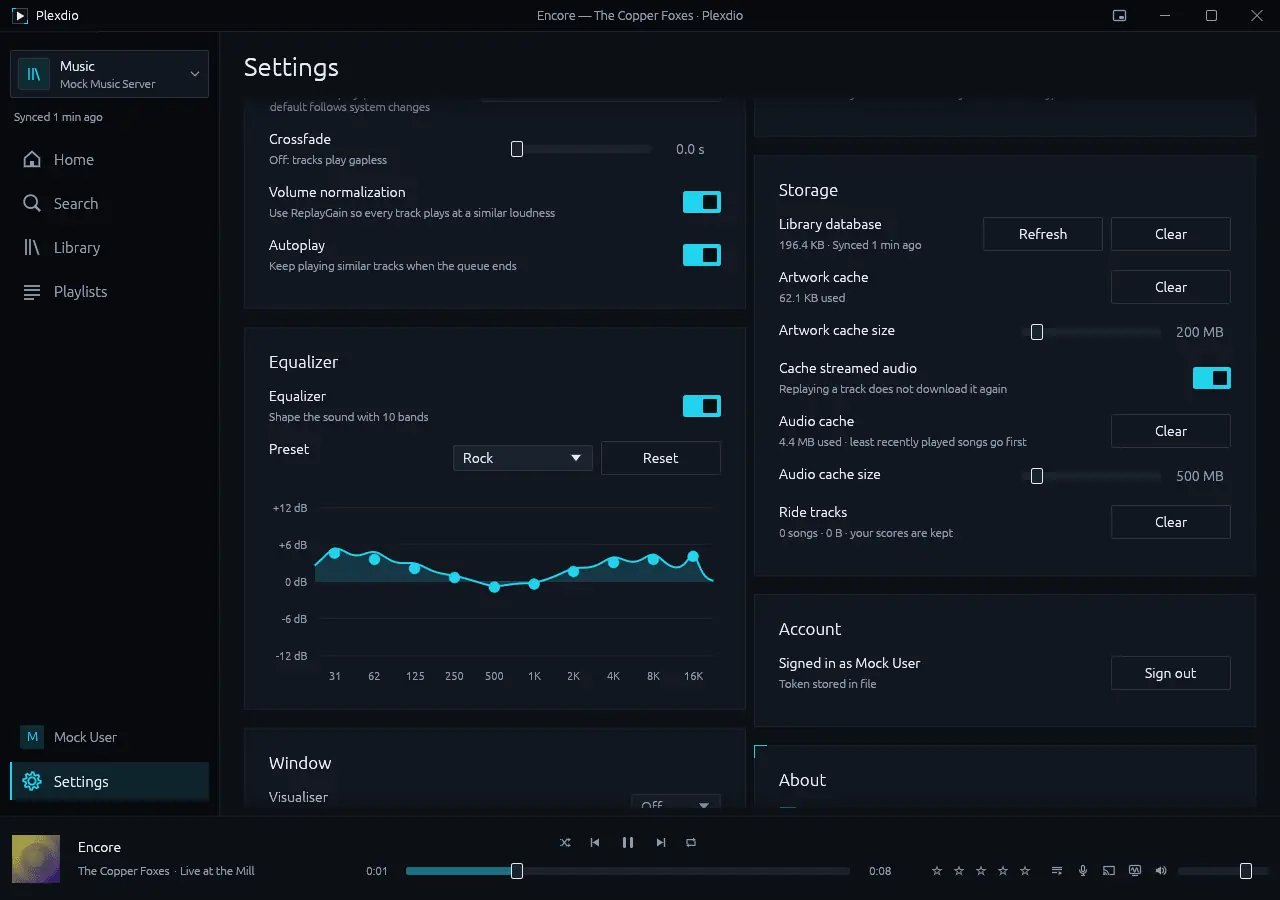 Plexdio
Encore — The Copper Foxes · Plexdio
Music
Mock Music Server
Synced 1 min ago
Home
Search
Library
Playlists
Mock User
M
Settings
Settings
default follows system changes
Crossfade
Off: tracks play gapless
0.0 s
Volume normalization
Use ReplayGain so every track plays at a similar loudness
Autoplay
Keep playing similar tracks when the queue ends
Equalizer
Equalizer
Shape the sound with 10 bands
Preset
Rock
Reset
+12 dB
+6 dB
0 dB
-6 dB
-12 dB
31 62 125 250 500 1K 2K 4K 8K 16K
Window
Visualiser
Off
Storage
Library database
196.4 KB · Synced 1 min ago
Refresh
Clear
Artwork cache
62.1 KB used
Clear
Artwork cache size
200 MB
Cache streamed audio
Replaying a track does not download it again
Audio cache
4.4 MB used · least recently played songs go first
Clear
Audio cache size
500 MB
Ride tracks
0 songs · 0 B · your scores are kept
Clear
Account
Signed in as Mock User
Token stored in file
Sign out
About
Encore
The Copper Foxes · Live at the Mill
0:01
0:08